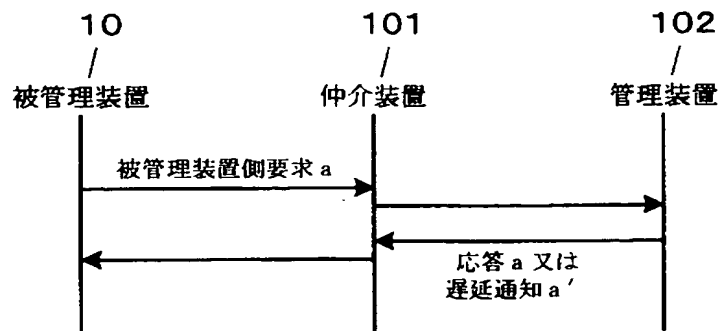 10 101 102
被管理装置 仲介装置 管理装置
被管理装置側要求 a
応答 a 又は
遅延通知 a′